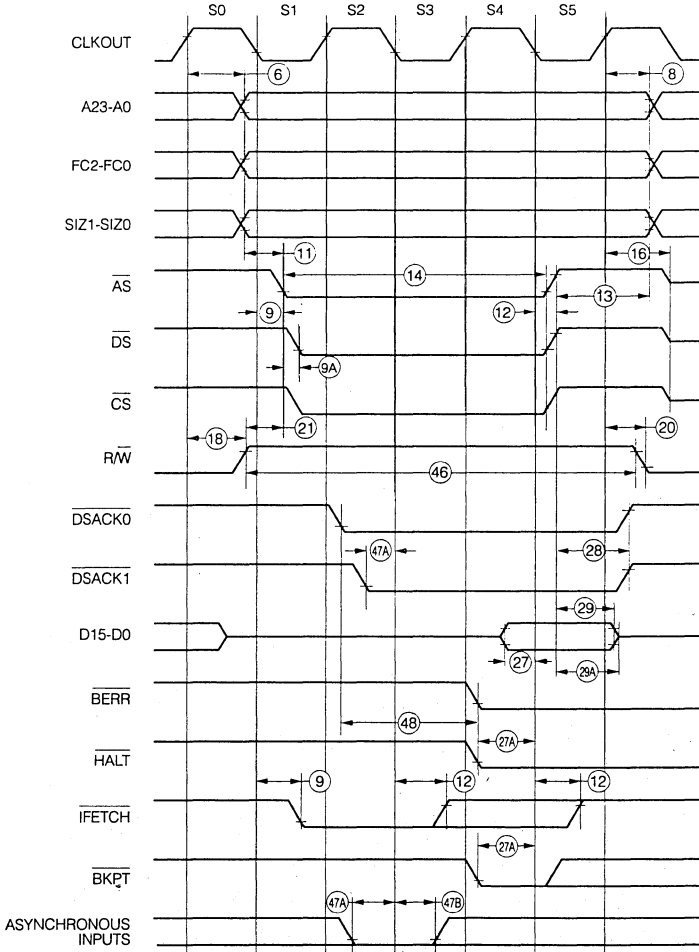 S0 S1 S2 S3 S4 S5
CLKOUT
6 8
A23-A0
FC2-FC0
SIZ1-SIZ0
11 16
AS
14
13
9 12
DS
9A
CS
21 20
18
R/W
46
DSACK0
47A 28
DSACK1
29
D15-D0
27 29A
BERR
48
27A
HALT
9 12 12
IFETCH
27A
BKPT
47A 47B
ASYNCHRONOUS
INPUTS